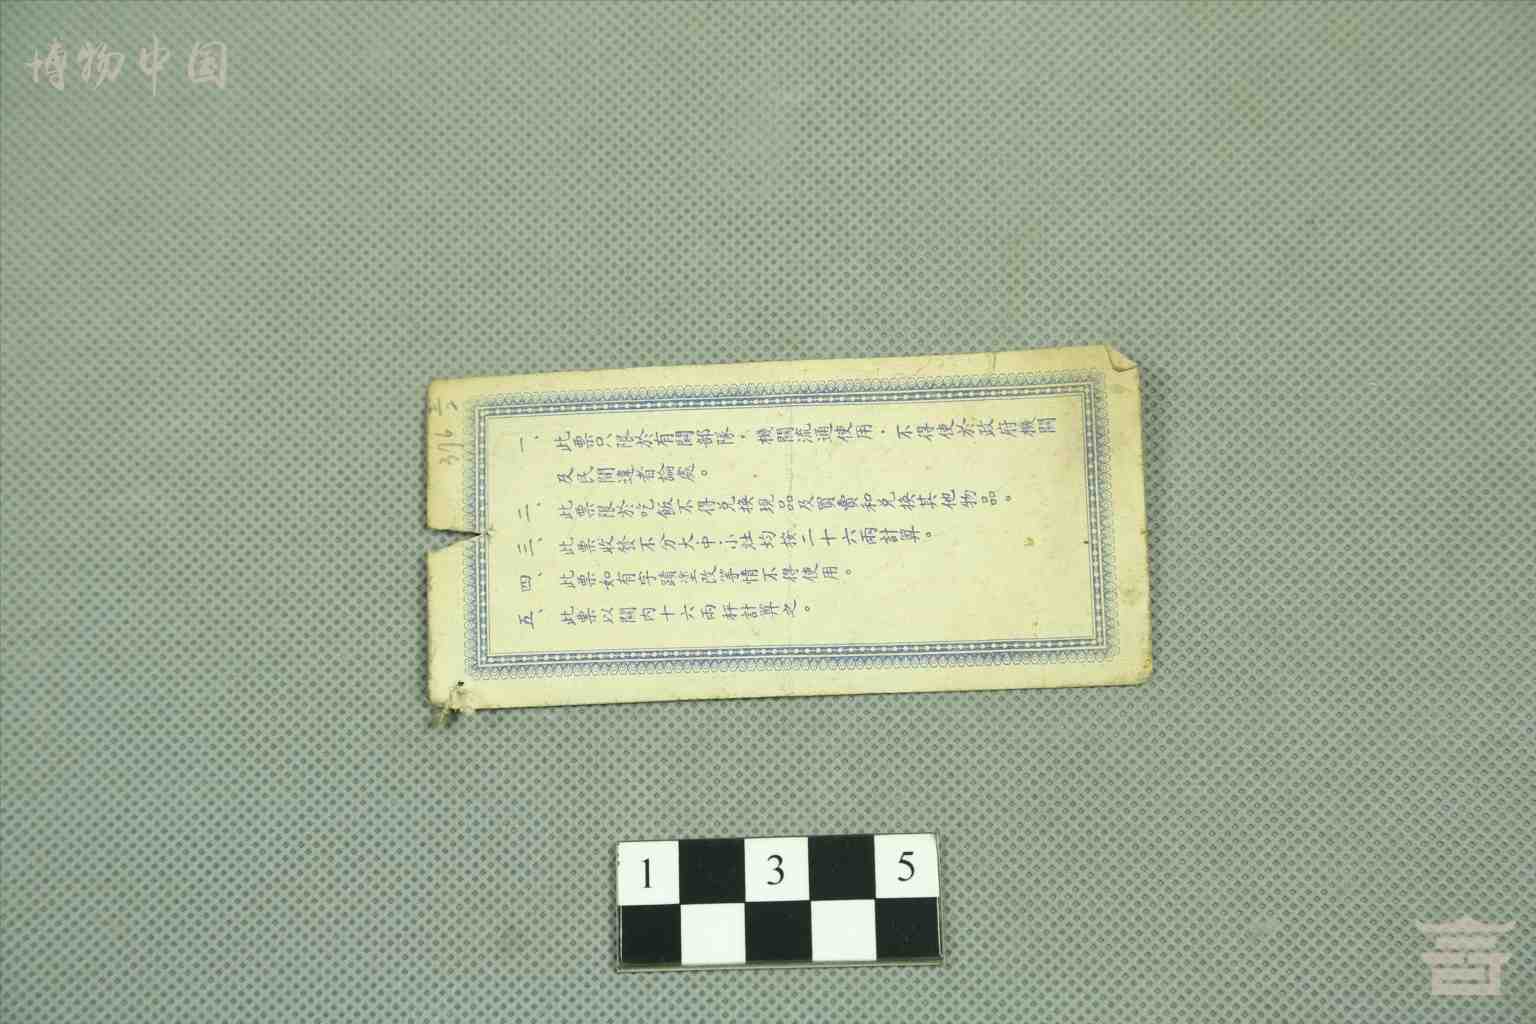 博物中国
一、此票只限於有關部隊，機關流通使用，不得使於政府機關
及民間違者論處。
二、此票限於吃飯不得兌換現品及買賣和兌換其他物品。
三、此票收發不分大中小灶均按二十六兩計算。
四、此票如有字蹟塗改等情不得使用。
五、此票以關內十六兩秤計算之。
1 3 5